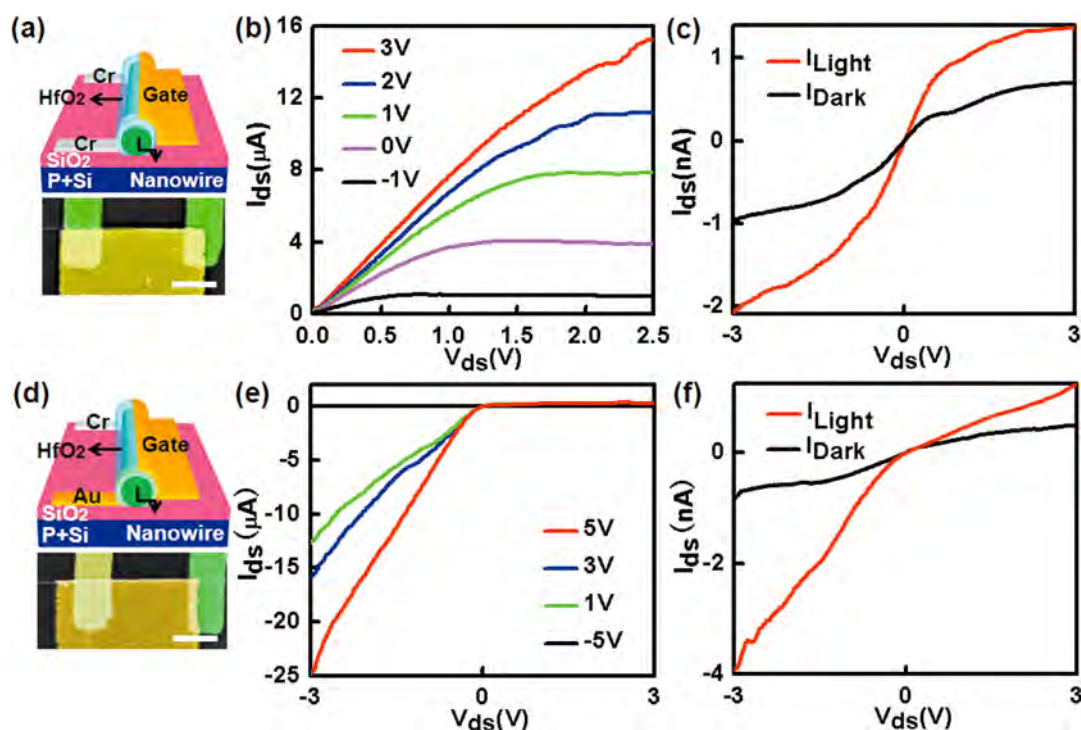 (a)
Cr
HfO₂
Gate
Cr
L
SiO₂
P+Si Nanowire
(b)
16
12
8
4
0
Ids(μA)
3V
2V
1V
0V
-1V
0.0 0.5 1.0 1.5 2.0 2.5
Vds(V)
(c)
1
0
-1
-2
Ids(nA)
ILight
IDark
-3 0 3
Vds(V)
(d)
Cr
HfO₂
Gate
Au
L
SiO₂
P+Si Nanowire
(e)
0
-5
-10
-15
-20
-25
Ids(μA)
5V
3V
1V
-5V
-3 0 3
Vds(V)
(f)
0
-2
-4
Ids(nA)
ILight
IDark
-3 0 3
Vds(V)